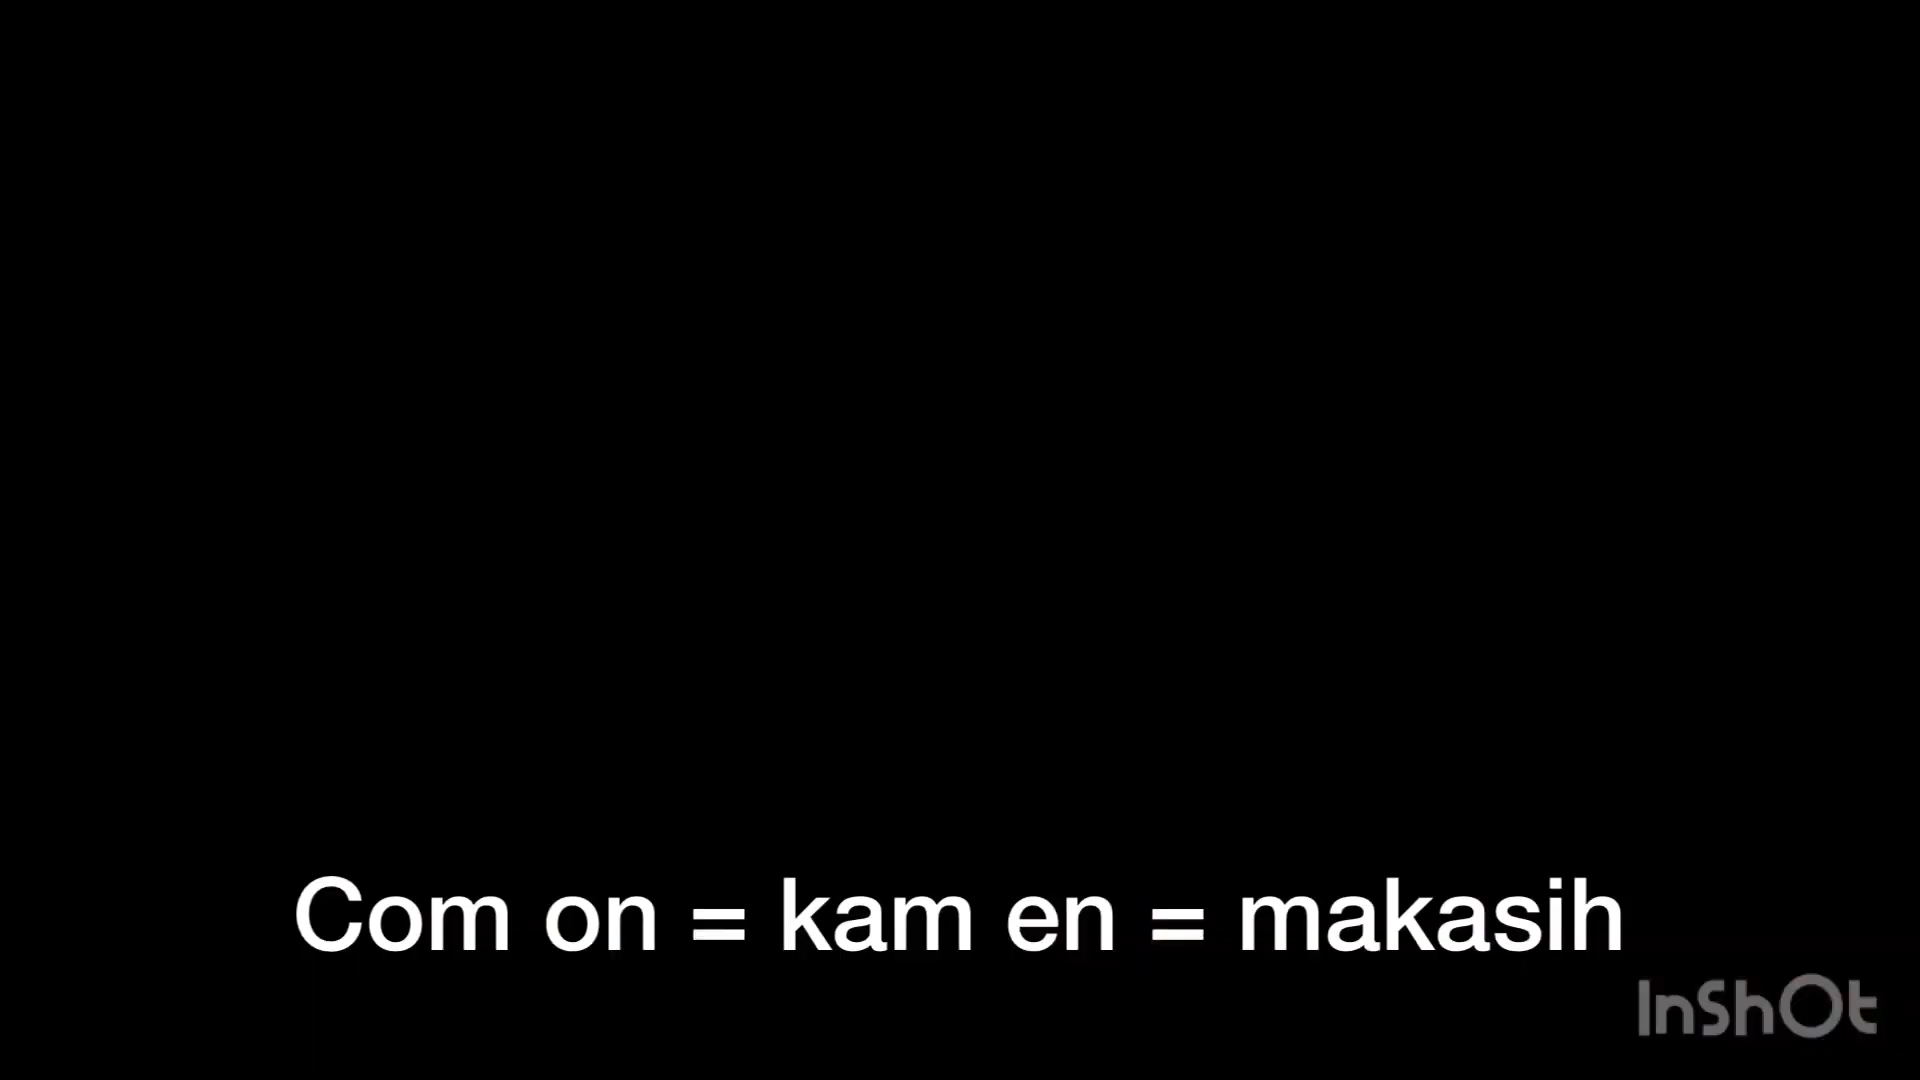 Com on = kam en = makasih
InShOt